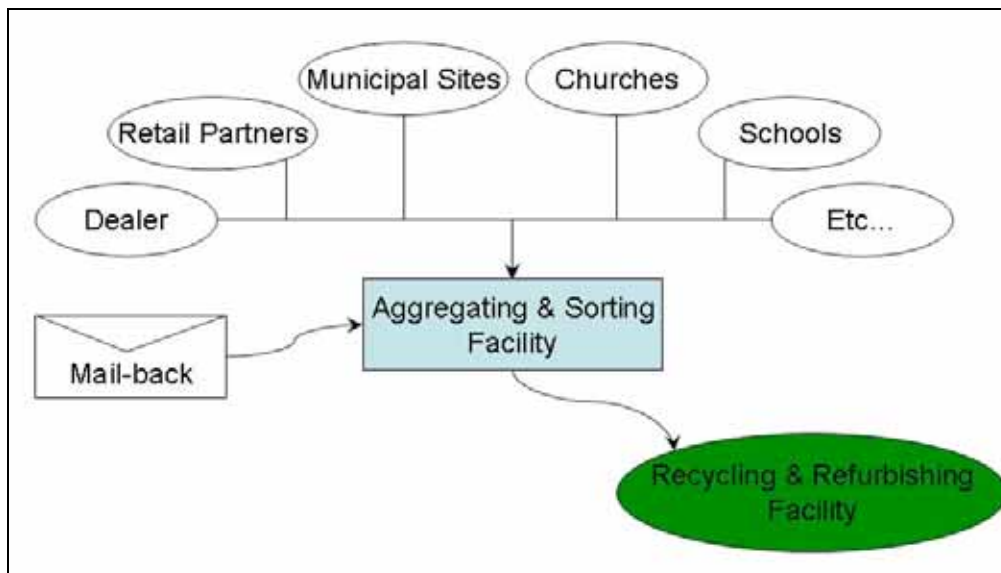 Municipal Sites
Churches
Retail Partners
Schools
Dealer
Etc...
Aggregating & Sorting
Facility
Mail-back
Recycling & Refurbishing
Facility